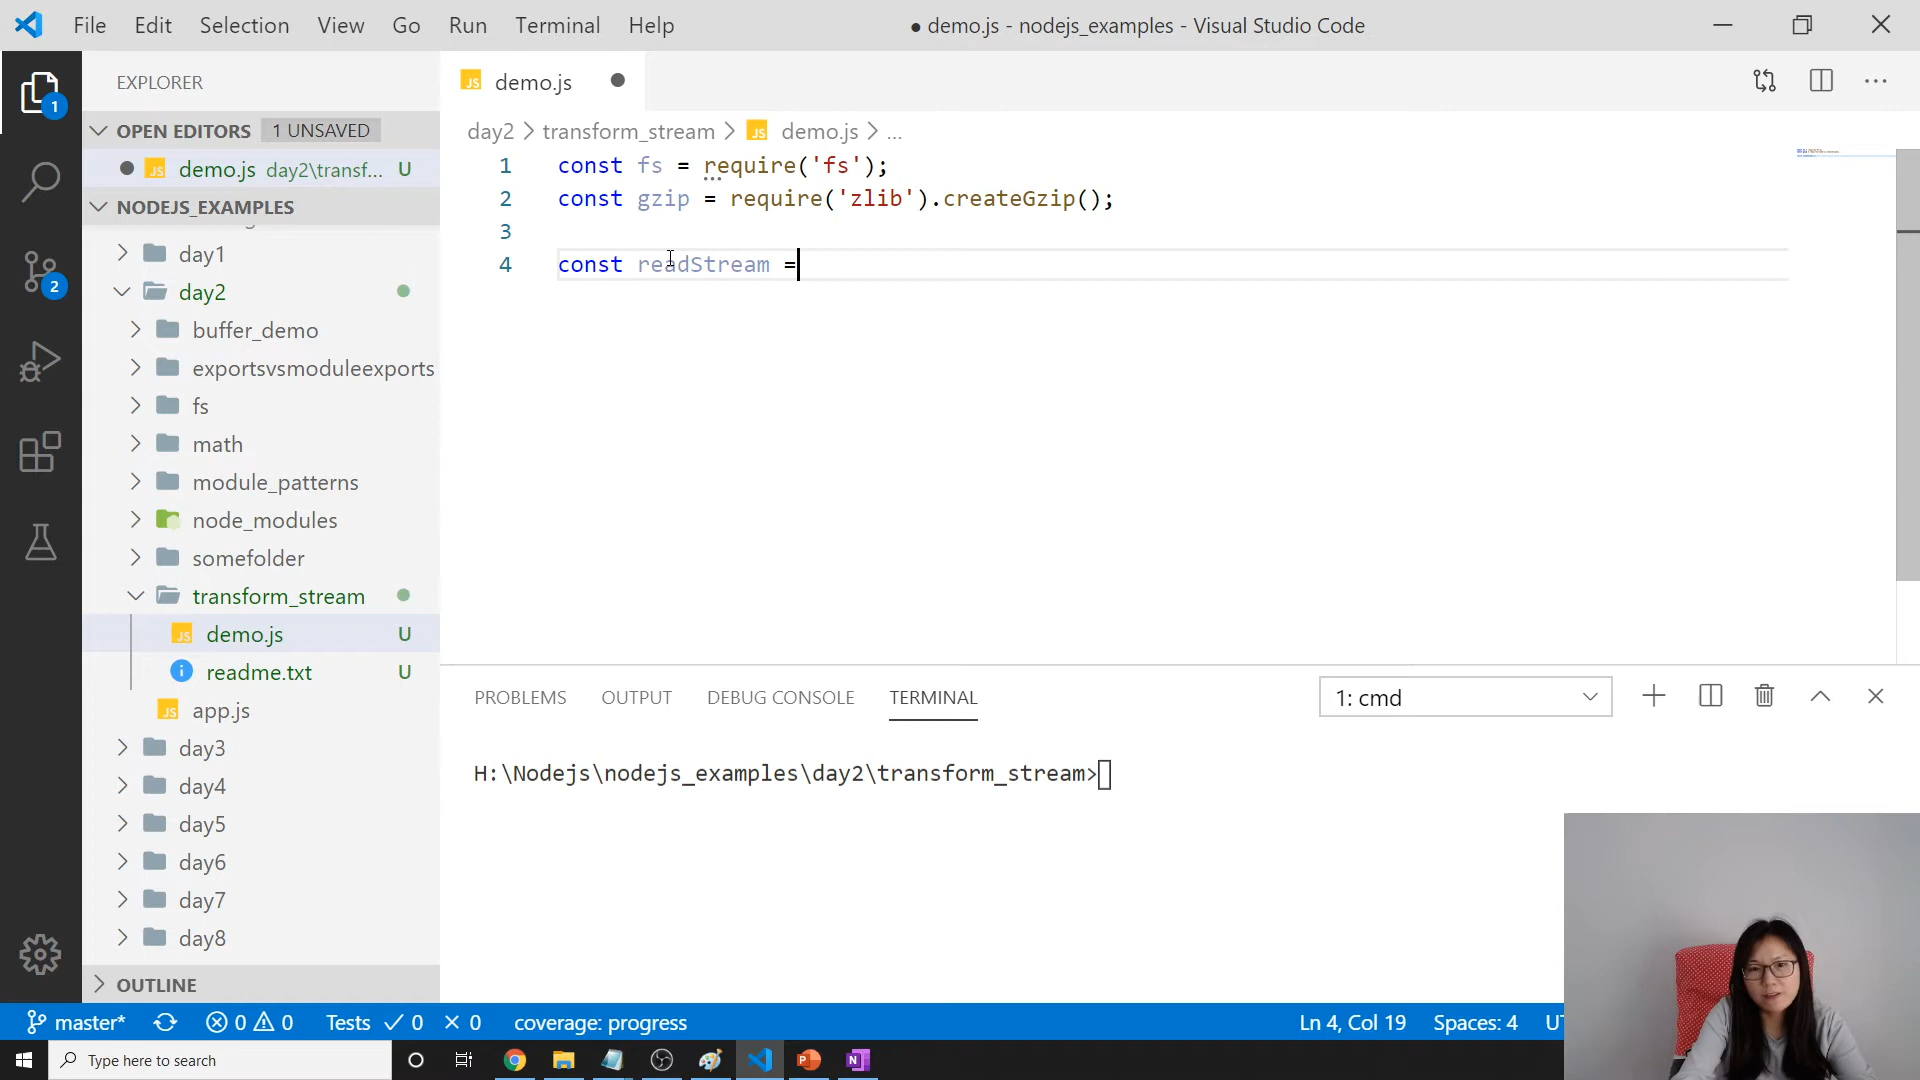 File Edit Selection View Go Run Terminal Help
● demo.js - nodejs_examples - Visual Studio Code
EXPLORER
OPEN EDITORS 1 UNSAVED
demo.js day2\transf... U
NODEJS_EXAMPLES
day1
day2
buffer_demo
exportsvsmoduleexports
fs
math
module_patterns
node_modules
somefolder
transform_stream
demo.js U
readme.txt U
app.js
day3
day4
day5
day6
day7
day8
OUTLINE
1
2
JS demo.js
day2 > transform_stream > JS demo.js > ...
1 const fs = require('fs');
2 const gzip = require('zlib').createGzip();
3
4 const readStream =
PROBLEMS OUTPUT DEBUG CONSOLE TERMINAL
1: cmd
H:\Nodejs\nodejs_examples\day2\transform_stream>
master* 0 0 Tests 0 0 coverage: progress
Ln 4, Col 19 Spaces: 4
Type here to search